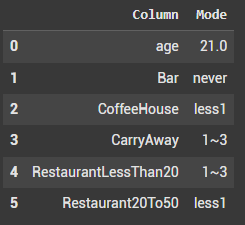 Column Mode
0 age 21.0
1 Bar never
2 CoffeeHouse less1
3 CarryAway 1~3
4 RestaurantLessThan20 1~3
5 Restaurant20To50 less1